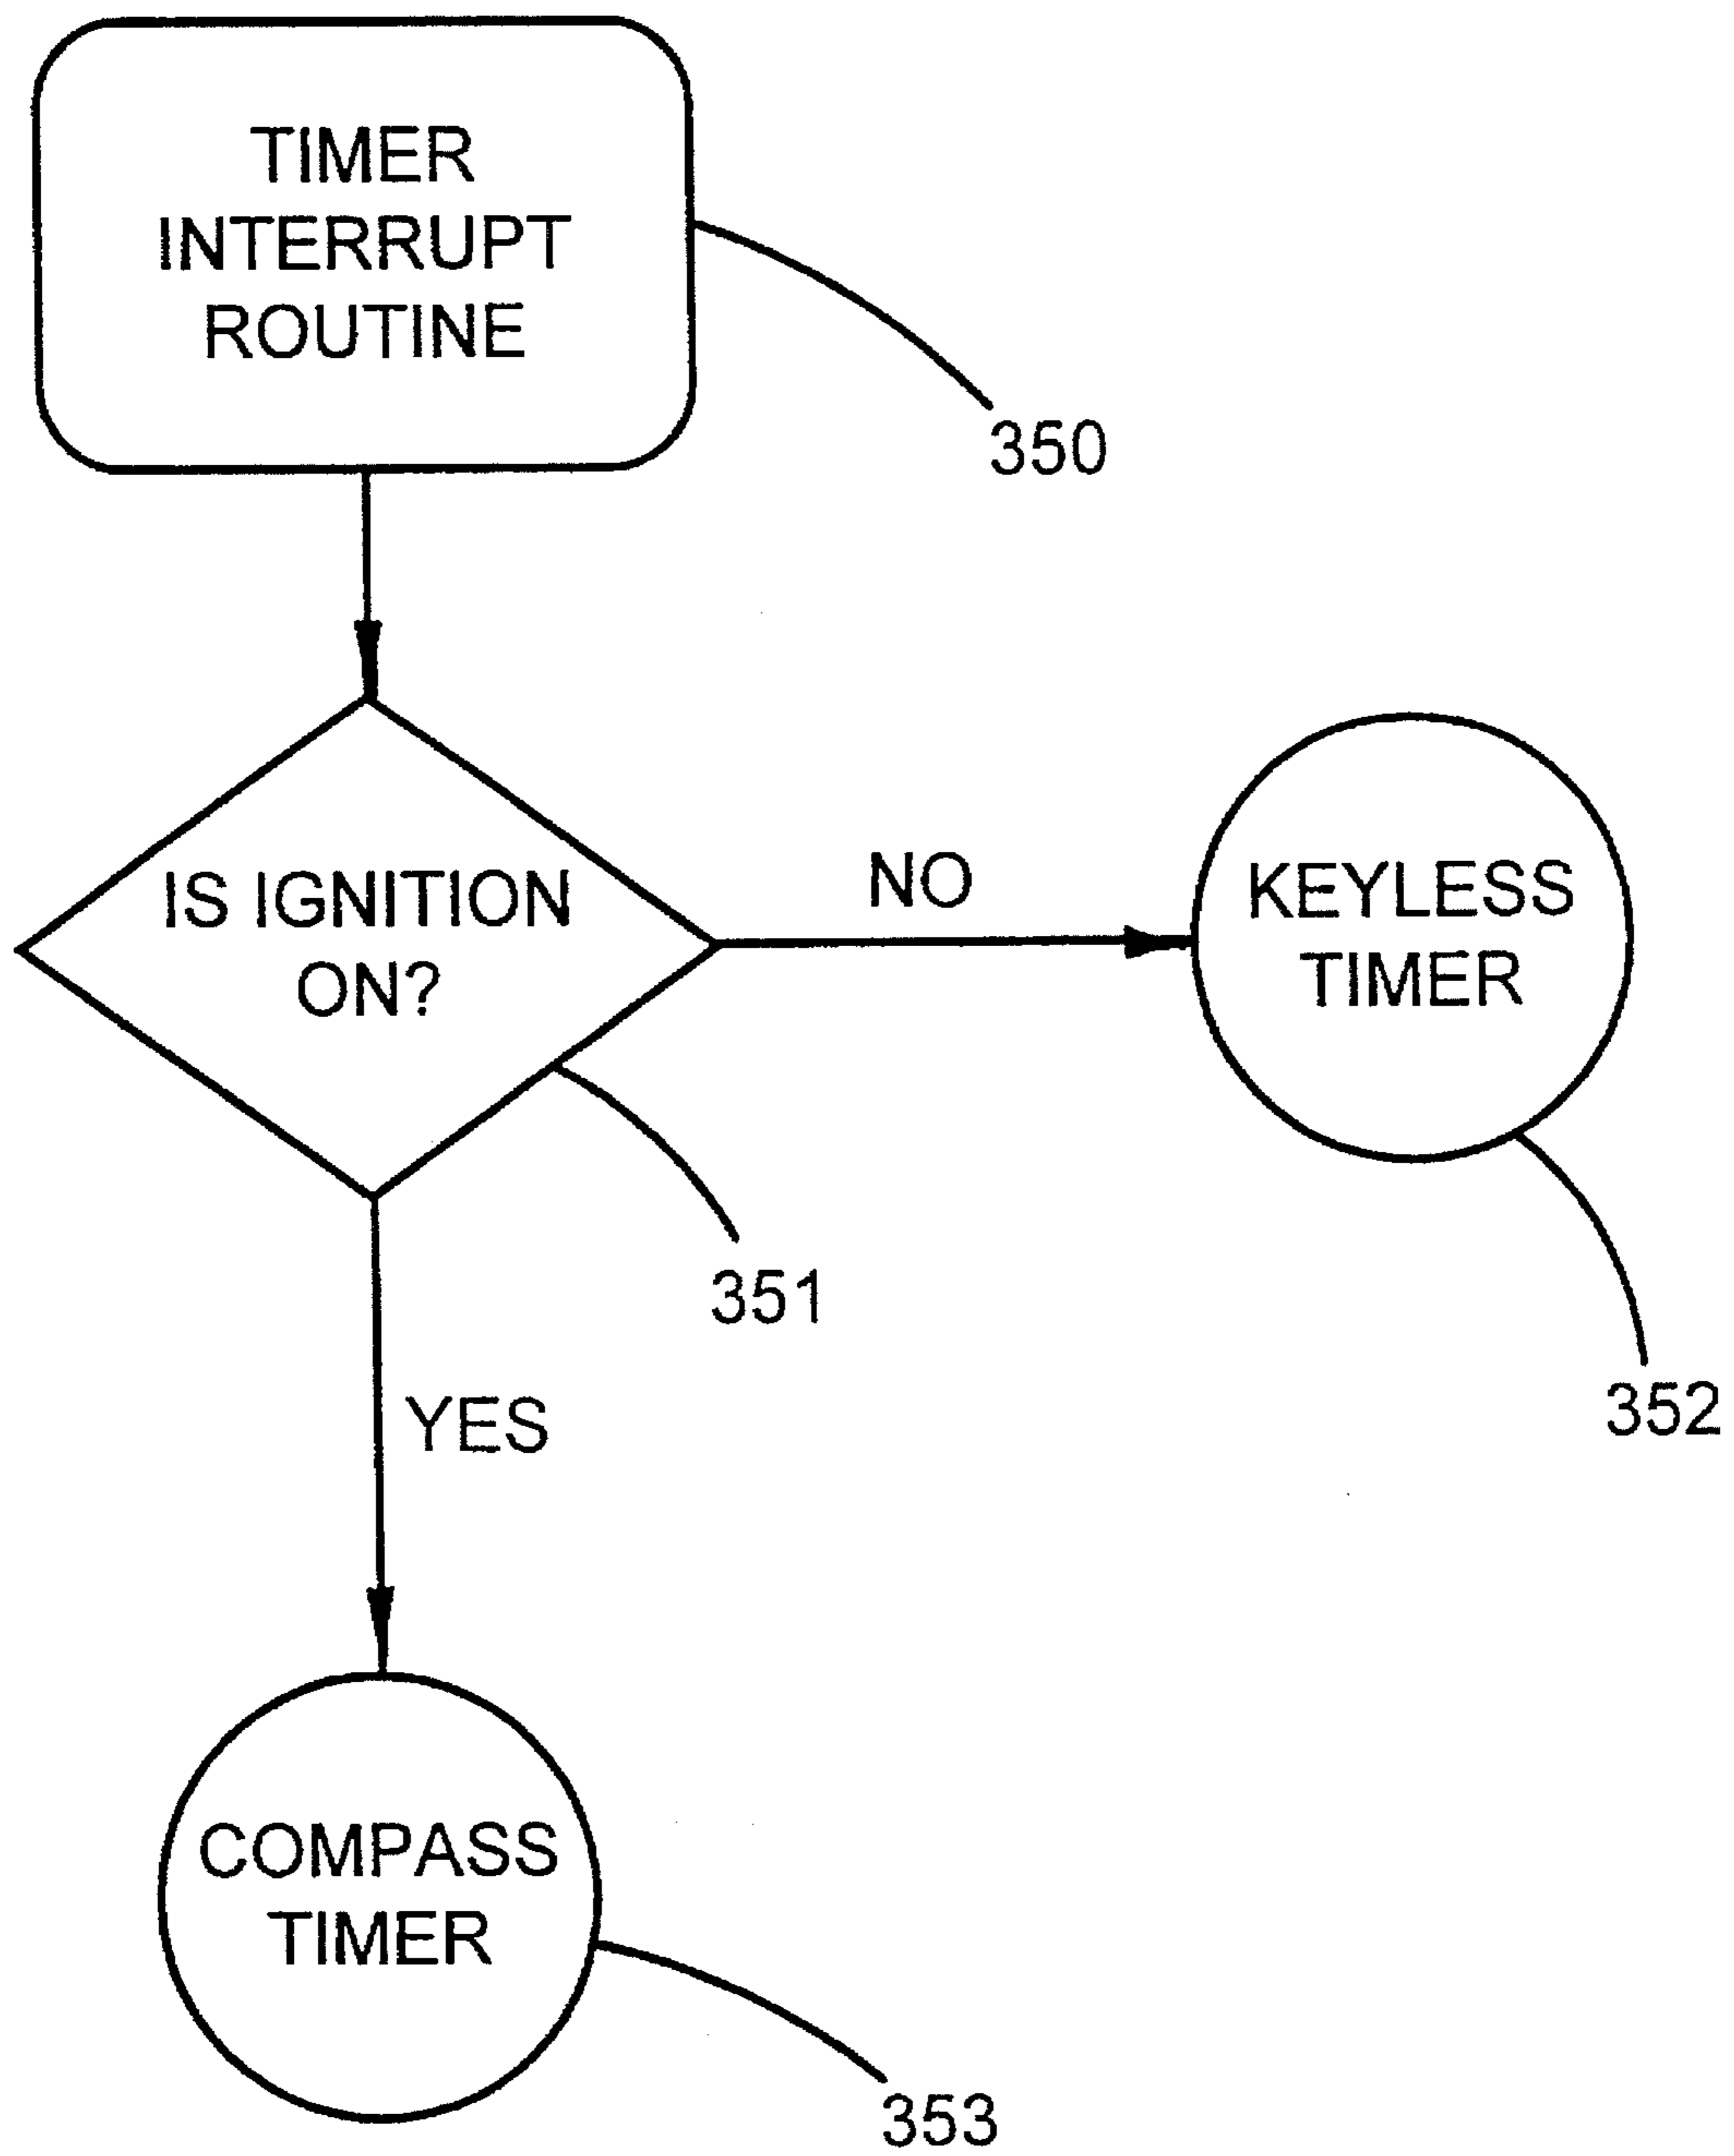 TIMER
INTERRUPT
ROUTINE
350
IS IGNITION
ON?
NO
KEYLESS
TIMER
351
352
YES
COMPASS
TIMER
353